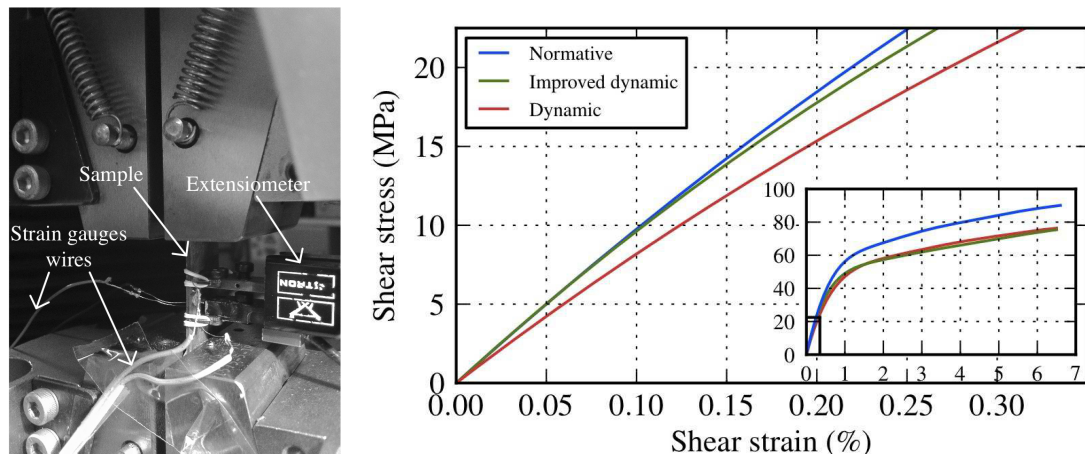 Sample
Extensiometer
Strain gauges
wires
Shear stress (MPa)
20
15
10
5
0
Normative
Improved dynamic
Dynamic
100
80
60
40
20
0
0 1 2 3 4 5 6 7
0.00 0.05 0.10 0.15 0.20 0.25 0.30
Shear strain (%)